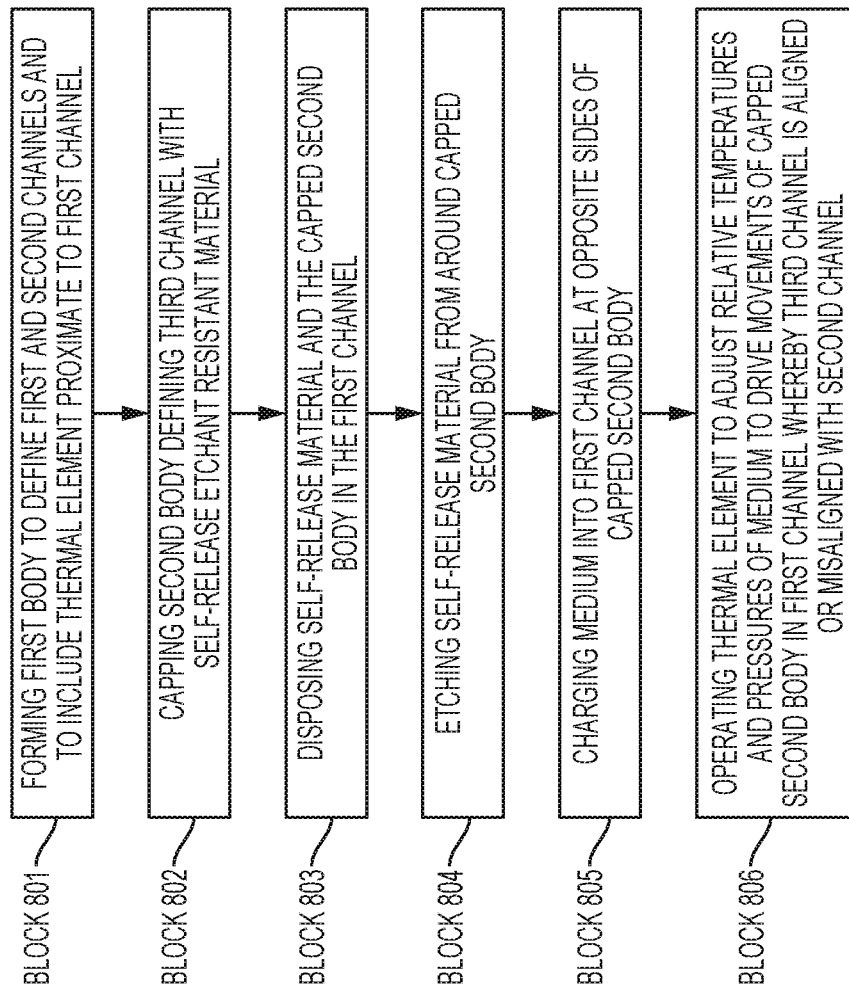 BLOCK 801
FORMING FIRST BODY TO DEFINE FIRST AND SECOND CHANNELS AND
TO INCLUDE THERMAL ELEMENT PROXIMATE TO FIRST CHANNEL
BLOCK 802
CAPPING SECOND BODY DEFINING THIRD CHANNEL WITH
SELF-RELEASE ETCHANT RESISTANT MATERIAL
BLOCK 803
DISPOSING SELF-RELEASE MATERIAL AND THE CAPPED SECOND
BODY IN THE FIRST CHANNEL
BLOCK 804
ETCHING SELF-RELEASE MATERIAL FROM AROUND CAPPED
SECOND BODY
BLOCK 805
CHARGING MEDIUM INTO FIRST CHANNEL AT OPPOSITE SIDES OF
CAPPED SECOND BODY
BLOCK 806
OPERATING THERMAL ELEMENT TO ADJUST RELATIVE TEMPERATURES
AND PRESSURES OF MEDIUM TO DRIVE MOVEMENTS OF CAPPED
SECOND BODY IN FIRST CHANNEL WHEREBY THIRD CHANNEL IS ALIGNED
OR MISALIGNED WITH SECOND CHANNEL